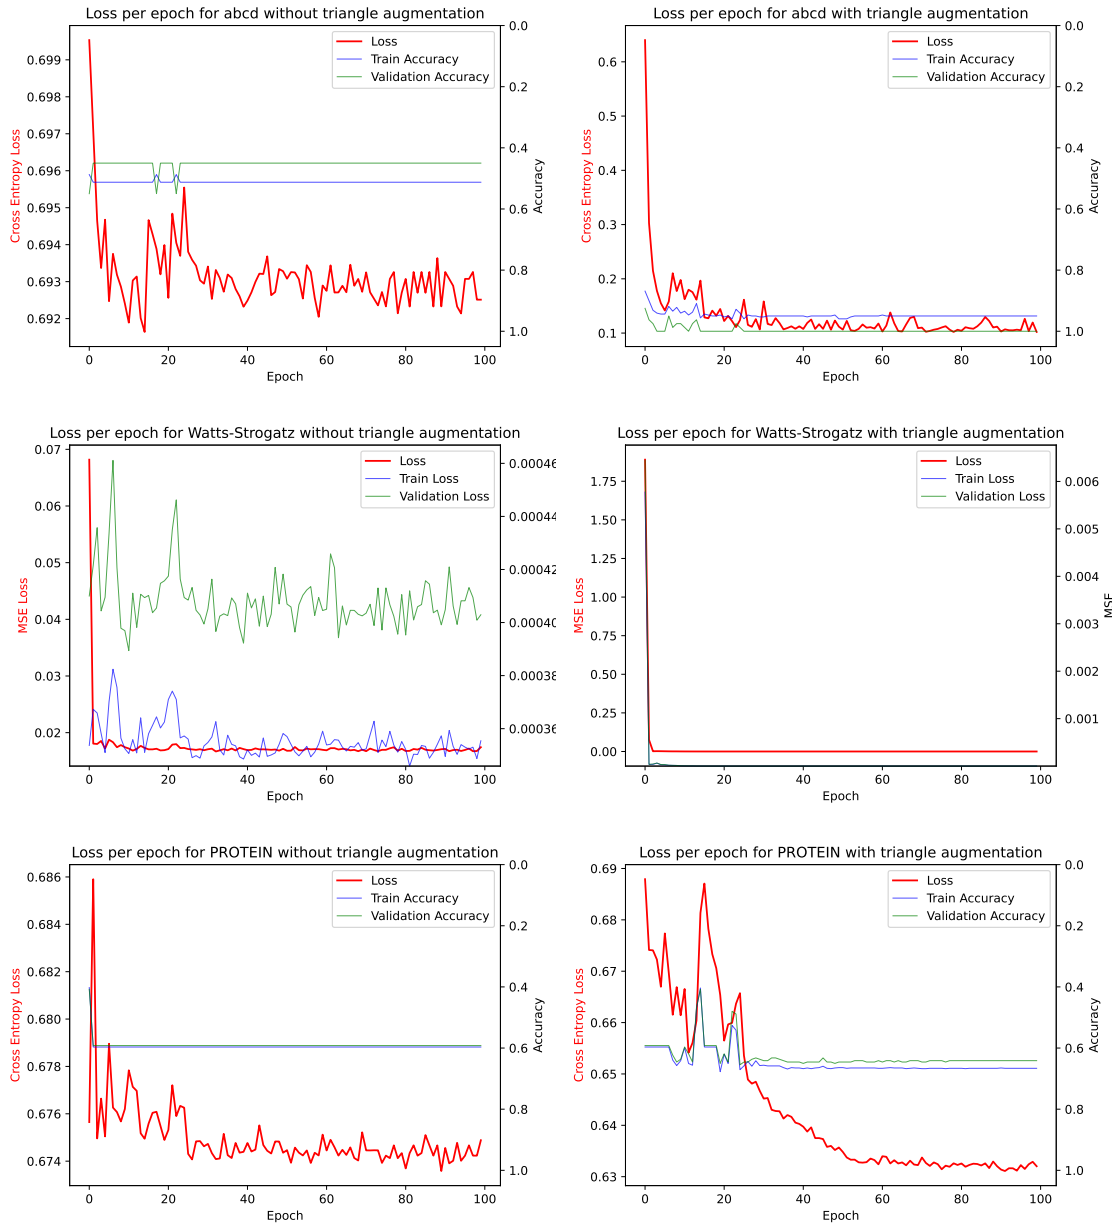 Loss per epoch for abcd without triangle augmentation
Cross Entropy Loss
0.699
0.698
0.697
0.696
0.695
0.694
0.693
0.692
Loss
Train Accuracy
Validation Accuracy
0.0
0.2
0.4
0.6
0.8
1.0
Accuracy
0 20 40 60 80 100
Epoch
Loss per epoch for abcd with triangle augmentation
Cross Entropy Loss
0.6
0.5
0.4
0.3
0.2
0.1
Loss
Train Accuracy
Validation Accuracy
0.0
0.2
0.4
0.6
0.8
1.0
Accuracy
0 20 40 60 80 100
Epoch
Loss per epoch for Watts-Strogatz without triangle augmentation
MSE Loss
0.07
0.06
0.05
0.04
0.03
0.02
Loss
Train Loss
Validation Loss
0.00046
0.00044
0.00042
0.00040
0.00038
0.00036
0 20 40 60 80 100
Epoch
Loss per epoch for Watts-Strogatz with triangle augmentation
MSE Loss
1.75
1.50
1.25
1.00
0.75
0.50
0.25
0.00
Loss
Train Loss
Validation Loss
0.006
0.005
0.004
0.003
0.002
0.001
MSE
0 20 40 60 80 100
Epoch
Loss per epoch for PROTEIN without triangle augmentation
Cross Entropy Loss
0.686
0.684
0.682
0.680
0.678
0.676
0.674
Loss
Train Accuracy
Validation Accuracy
0.0
0.2
0.4
0.6
0.8
1.0
Accuracy
0 20 40 60 80 100
Epoch
Loss per epoch for PROTEIN with triangle augmentation
Cross Entropy Loss
0.69
0.68
0.67
0.66
0.65
0.64
0.63
Loss
Train Accuracy
Validation Accuracy
0.0
0.2
0.4
0.6
0.8
1.0
Accuracy
0 20 40 60 80 100
Epoch